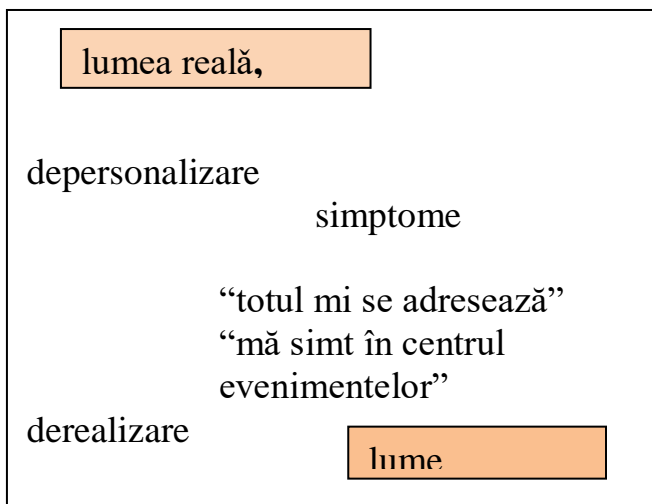 lumea reală,
depersonalizare
simptome
“totul mi se adresează”
“mă simt în centrul
evenimentelor”
derealizare
lume